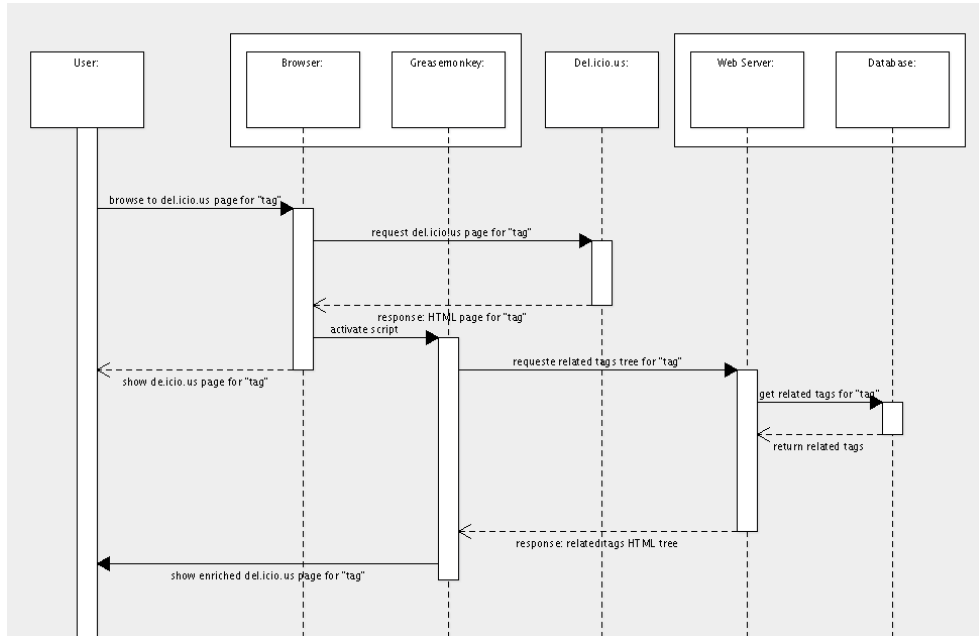 User:
Browser:
Greasemonkey:
Del.icio.us:
Web Server:
Database:
browse to del.icio.us page for "tag"
request del.icio.us page for "tag"
response: HTML page for "tag"
activate script
requeste related tags tree for "tag"
show de.icio.us page for "tag"
get related tags for "tag"
return related tags
response: related tags HTML tree
show enriched del.icio.us page for "tag"